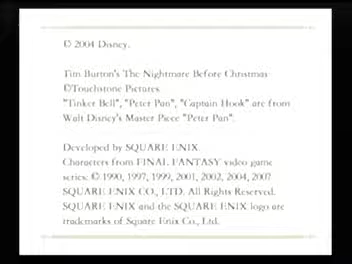 © 2004 Disney.
Tim Burton's The Nightmare Before Christmas
©Touchstone Pictures
"Tinker Bell", "Peter Pan", "Captain Hook" are from
Walt Disney's Master Piece "Peter Pan".
Developed by SQUARE ENIX.
Characters from FINAL FANTASY video game
series: © 1990, 1997, 1999, 2001, 2002, 2004, 2007
SQUARE ENIX CO., LTD. All Rights Reserved.
SQUARE ENIX and the SQUARE ENIX logo are
trademarks of Square Enix Co., Ltd.